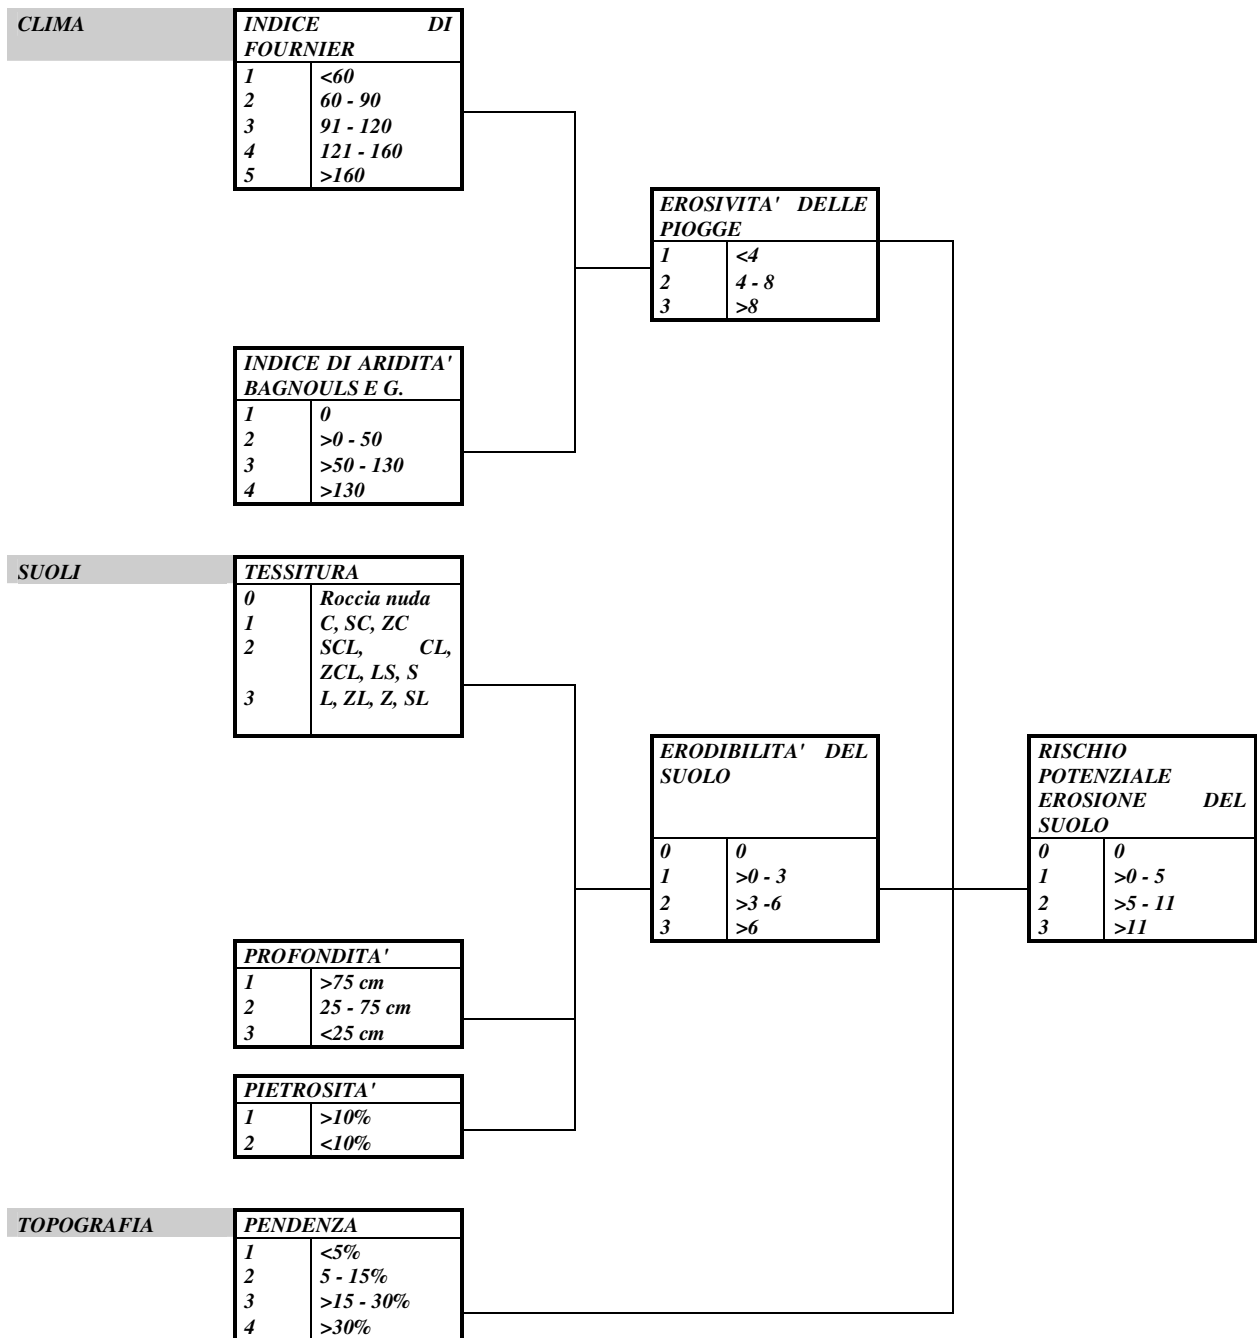 CLIMA
INDICE DI
FOURNIER
1 <60
2 60 - 90
3 91 - 120
4 121 - 160
5 >160
EROSIVITA' DELLE
PIOGGE
1 <4
2 4 - 8
3 >8
INDICE DI ARIDITA'
BAGNOULS E G.
1 0
2 >0 - 50
3 >50 - 130
4 >130
SUOLI
TESSITURA
0 Roccia nuda
1 C, SC, ZC
2 SCL, CL,
ZCL, LS, S
3 L, ZL, Z, SL
ERODIBILITA' DEL
SUOLO
0 0
1 >0 - 3
2 >3 -6
3 >6
RISCHIO
POTENZIALE
EROSIONE DEL
SUOLO
0 0
1 >0 - 5
2 >5 - 11
3 >11
PROFONDITA'
1 >75 cm
2 25 - 75 cm
3 <25 cm
PIETROSITA'
1 >10%
2 <10%
TOPOGRAFIA
PENDENZA
1 <5%
2 5 - 15%
3 >15 - 30%
4 >30%